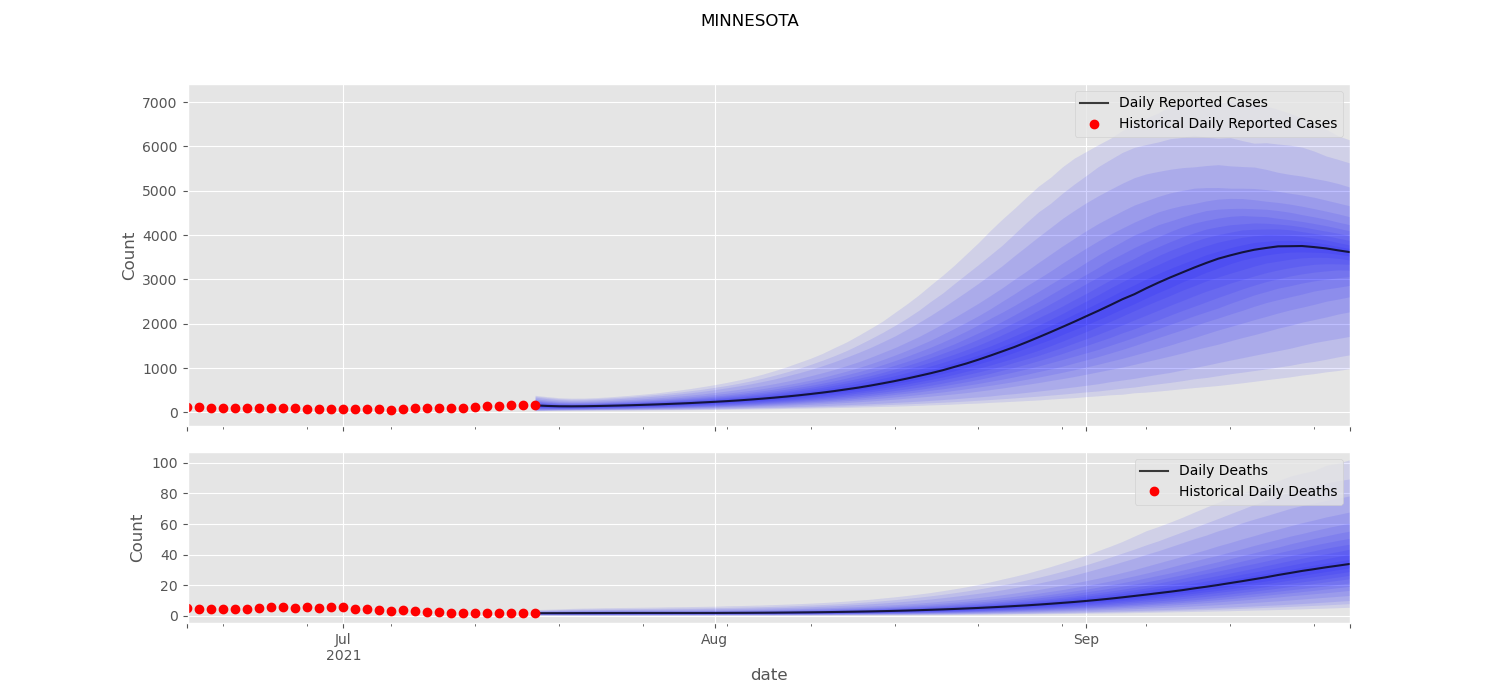 MINNESOTA
7000
6000
5000
4000
3000
2000
1000
0
Count
Daily Reported Cases
Historical Daily Reported Cases
100
80
60
40
20
0
Count
Daily Deaths
Historical Daily Deaths
Jul
2021
Aug
Sep
date